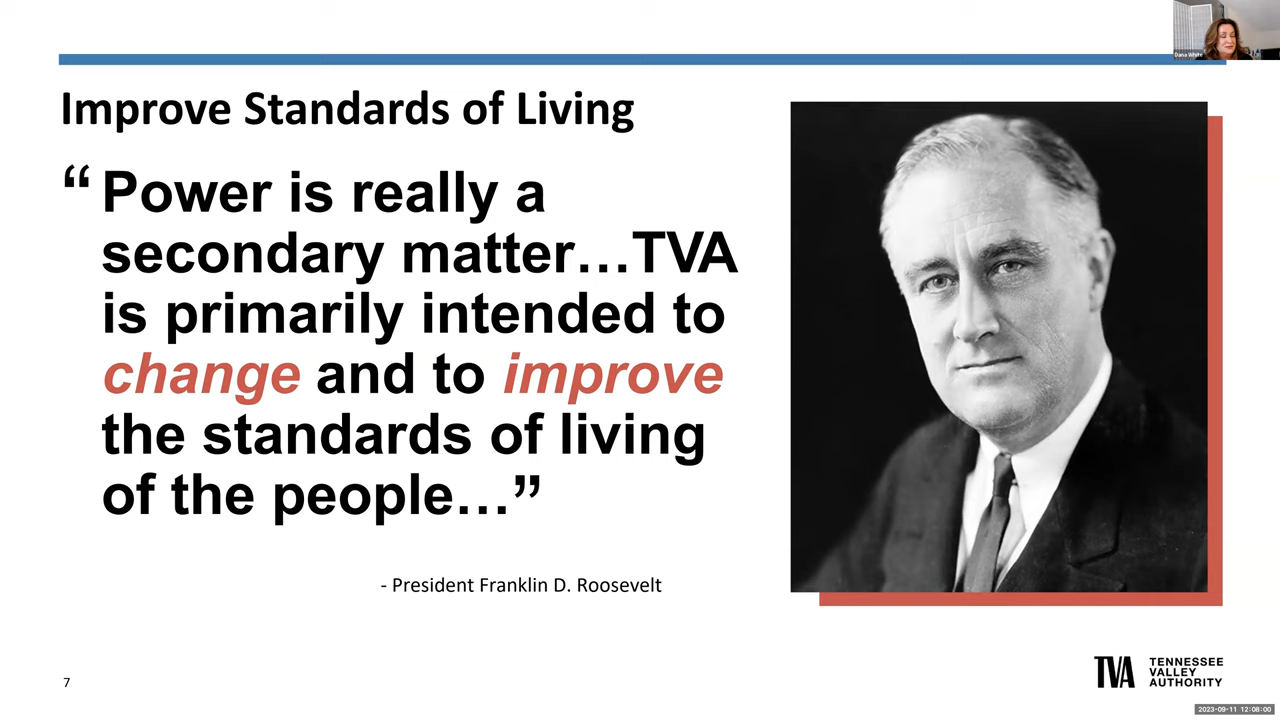 Dana White
Improve Standards of Living
“Power is really a
secondary matter…TVA
is primarily intended to
change and to improve
the standards of living
of the people…”
- President Franklin D. Roosevelt
7
TVA
TENNESSEE
VALLEY
AUTHORITY
2023-09-11 12:08:00